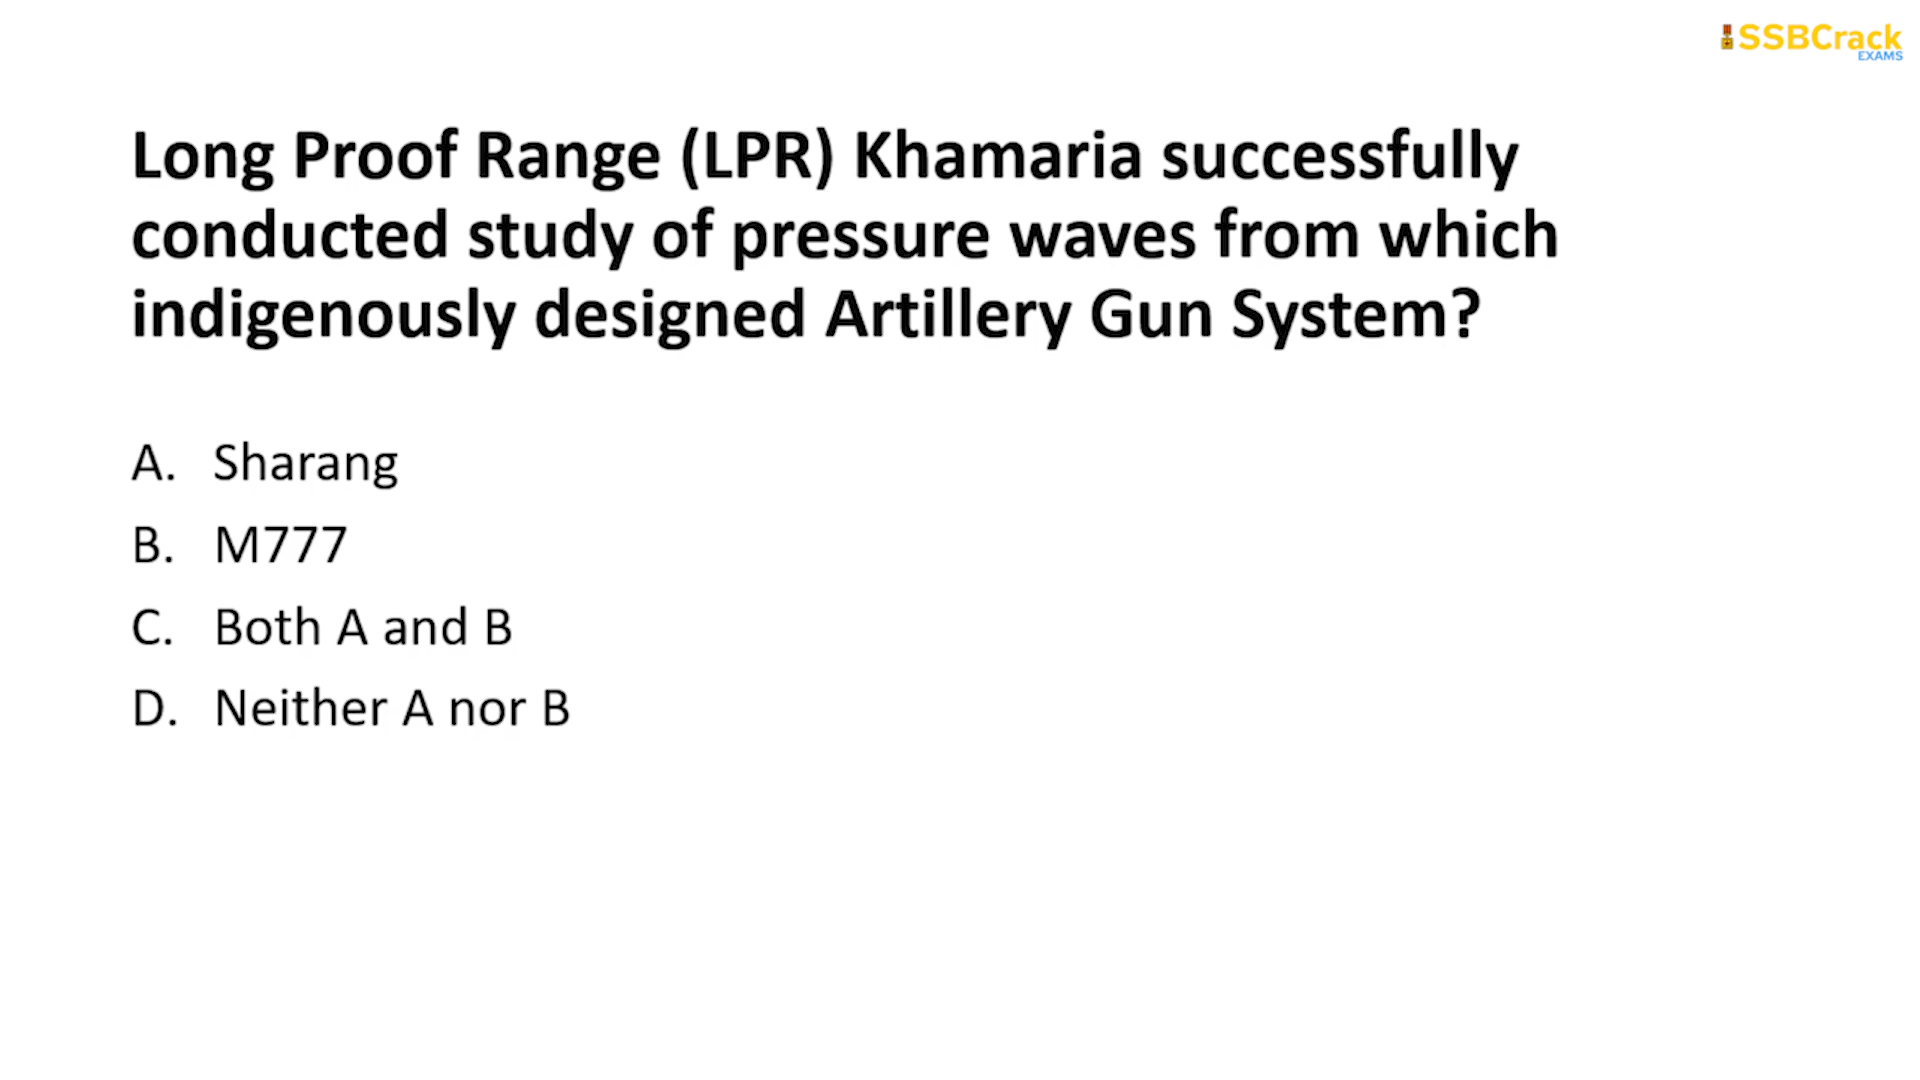 SSBCrack
EXAMS
Long Proof Range (LPR) Khamaria successfully
conducted study of pressure waves from which
indigenously designed Artillery Gun System?
A. Sharang
B. M777
C. Both A and B
D. Neither A nor B